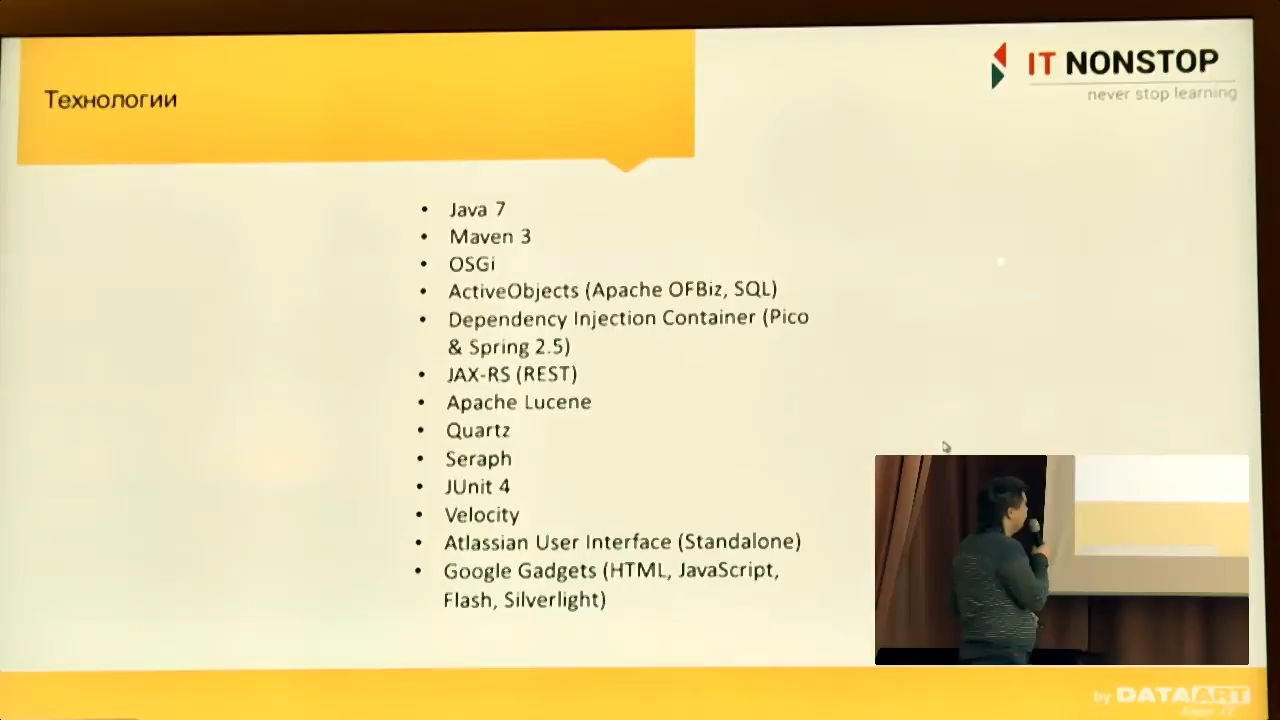 Технологии
IT NONSTOP
never stop learning
• Java 7
• Maven 3
• OSGi
• ActiveObjects (Apache OFBiz, SQL)
• Dependency Injection Container (Pico
& Spring 2.5)
• JAX-RS (REST)
• Apache Lucene
• Quartz
• Seraph
• JUnit 4
• Velocity
• Atlassian User Interface (Standalone)
• Google Gadgets (HTML, JavaScript,
Flash, Silverlight)
by DATAART